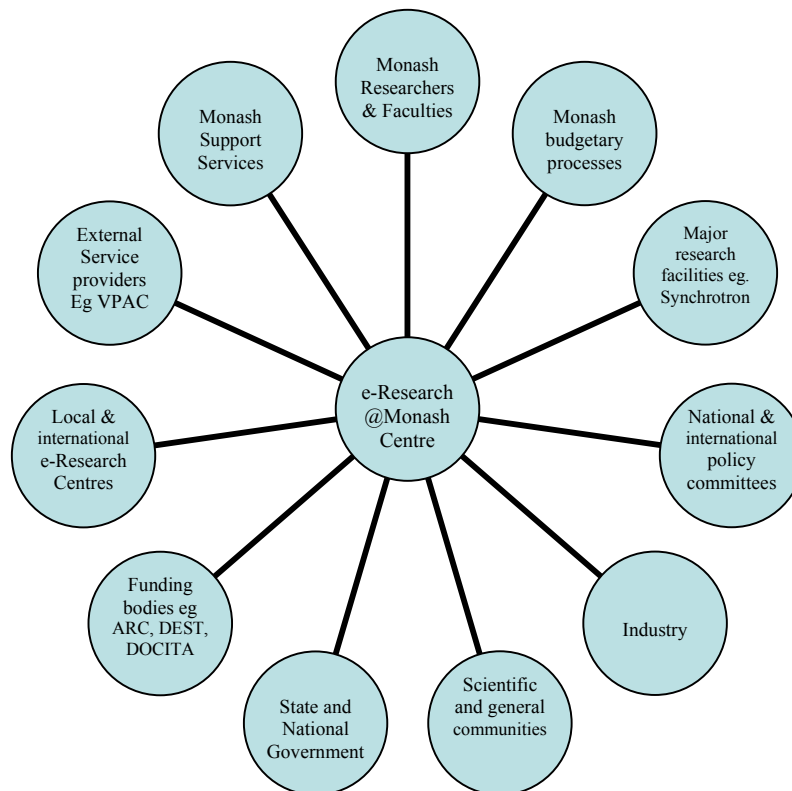 Monash
Researchers
& Faculties
Monash
Support
Services
Monash
budgetary
processes
External
Service
providers
Eg VPAC
Major
research
facilities eg.
Synchrotron
e-Research
@Monash
Centre
Local &
international
e-Research
Centres
National &
international
policy
committees
Funding
bodies eg
ARC, DEST,
DOCITA
Industry
State and
National
Government
Scientific
and general
communities